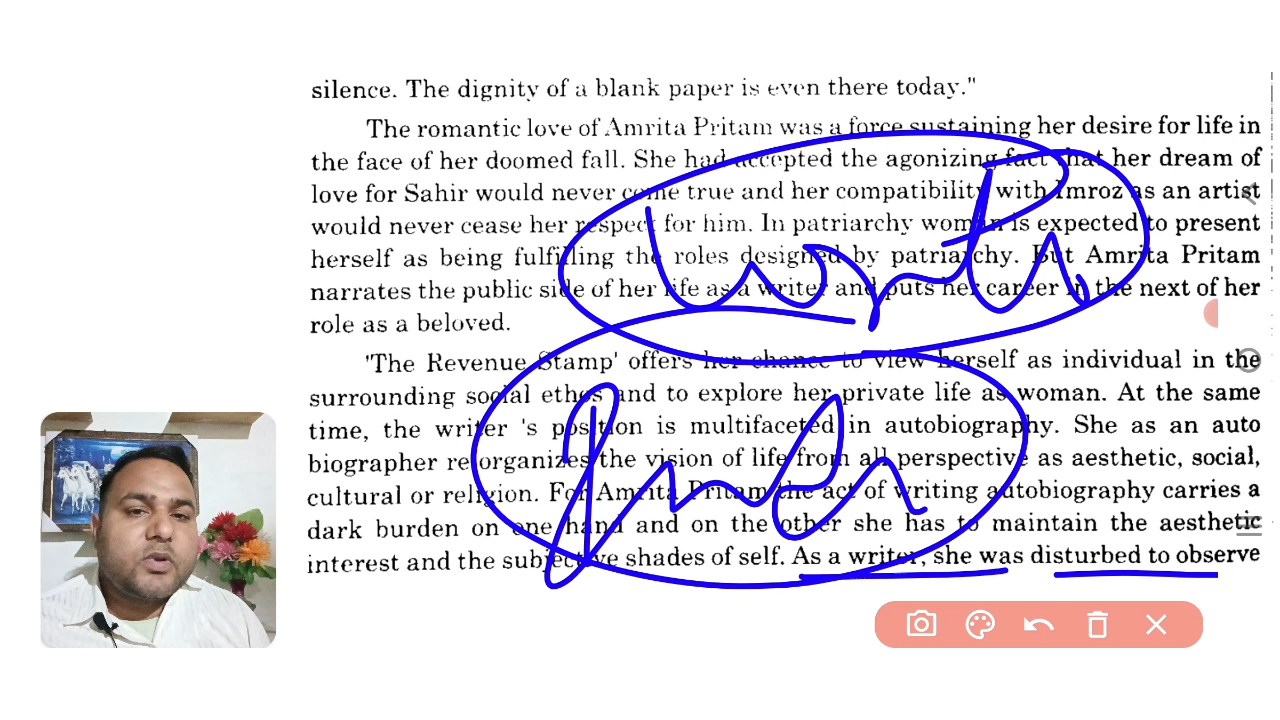 silence. The dignity of a blank paper is even there today."
The romantic love of Amrita Pritam was a force sustaining her desire for life in
the face of her doomed fall. She had accepted the agonizing fact that her dream of
love for Sahir would never come true and her compatibility with Imroz as an artist
would never cease her respect for him. In patriarchy woman is expected to present
herself as being fulfilling the roles designed by patriarchy. But Amrita Pritam
narrates the public side of her life as a writer and puts her career in the next of her
role as a beloved.
'The Revenue Stamp' offers her chance to view herself as individual in the
surrounding social ethos and to explore her private life as woman. At the same
time, the writer 's position is multifaceted in autobiography. She as an auto
biographer reorganizes the vision of life from all perspective as aesthetic, social,
cultural or religion. For Amrita Pritam the act of writing autobiography carries a
dark burden on one hand and on the other she has to maintain the aesthetic
interest and the subjective shades of self. As a writer, she was disturbed to observe